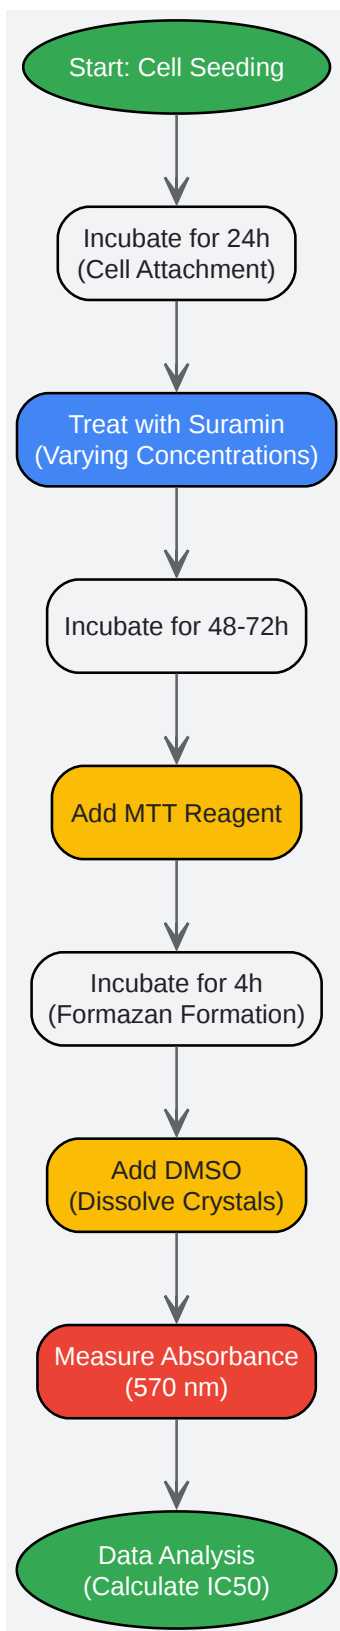 Start: Cell Seeding
Incubate for 24h
(Cell Attachment)
Treat with Suramin
(Varying Concentrations)
Incubate for 48-72h
Add MTT Reagent
Incubate for 4h
(Formazan Formation)
Add DMSO
(Dissolve Crystals)
Measure Absorbance
(570 nm)
Data Analysis
(Calculate IC50)